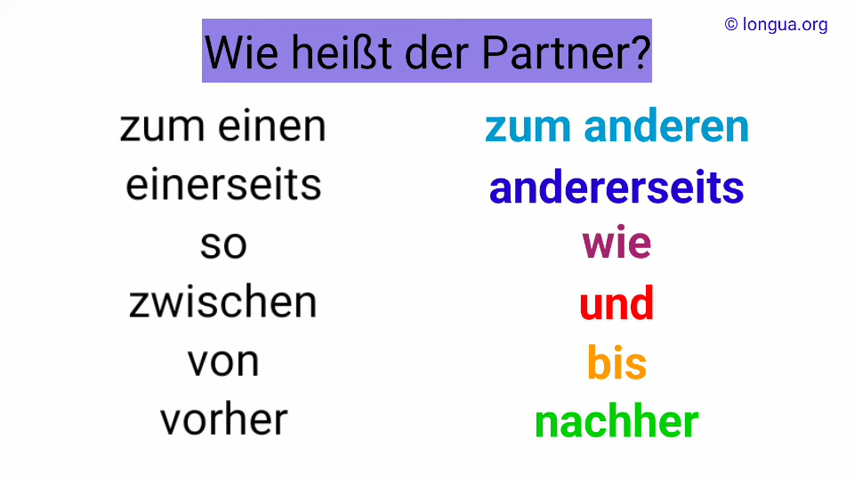 © longua.org
Wie heißt der Partner?
zum einen zum anderen
einerseits andererseits
so wie
zwischen und
von bis
vorher nachher